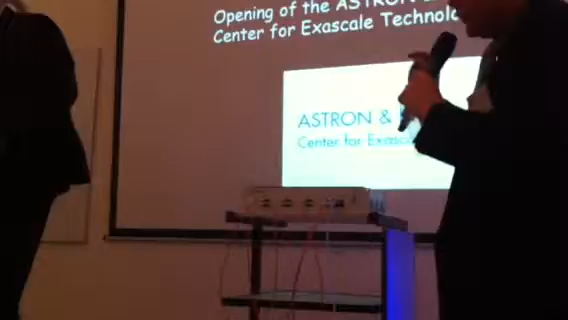 Opening of the ASTRON
Center for Exascale Technolo
ASTRON &
Center for Exasc